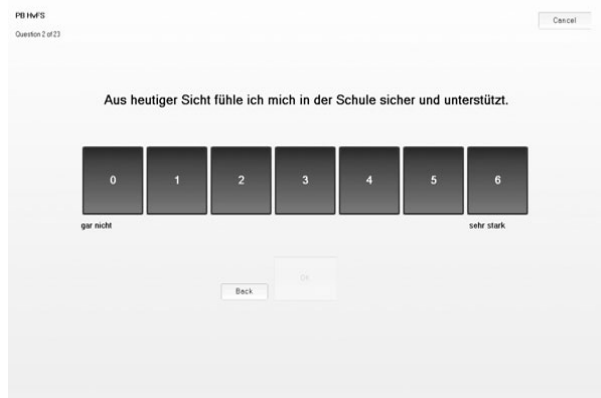 PB HvFS
Cancel
Question 2 of 23
Aus heutiger Sicht fühle ich mich in der Schule sicher und unterstützt.
0 1 2 3 4 5 6
gar nicht sehr stark
OK
Back